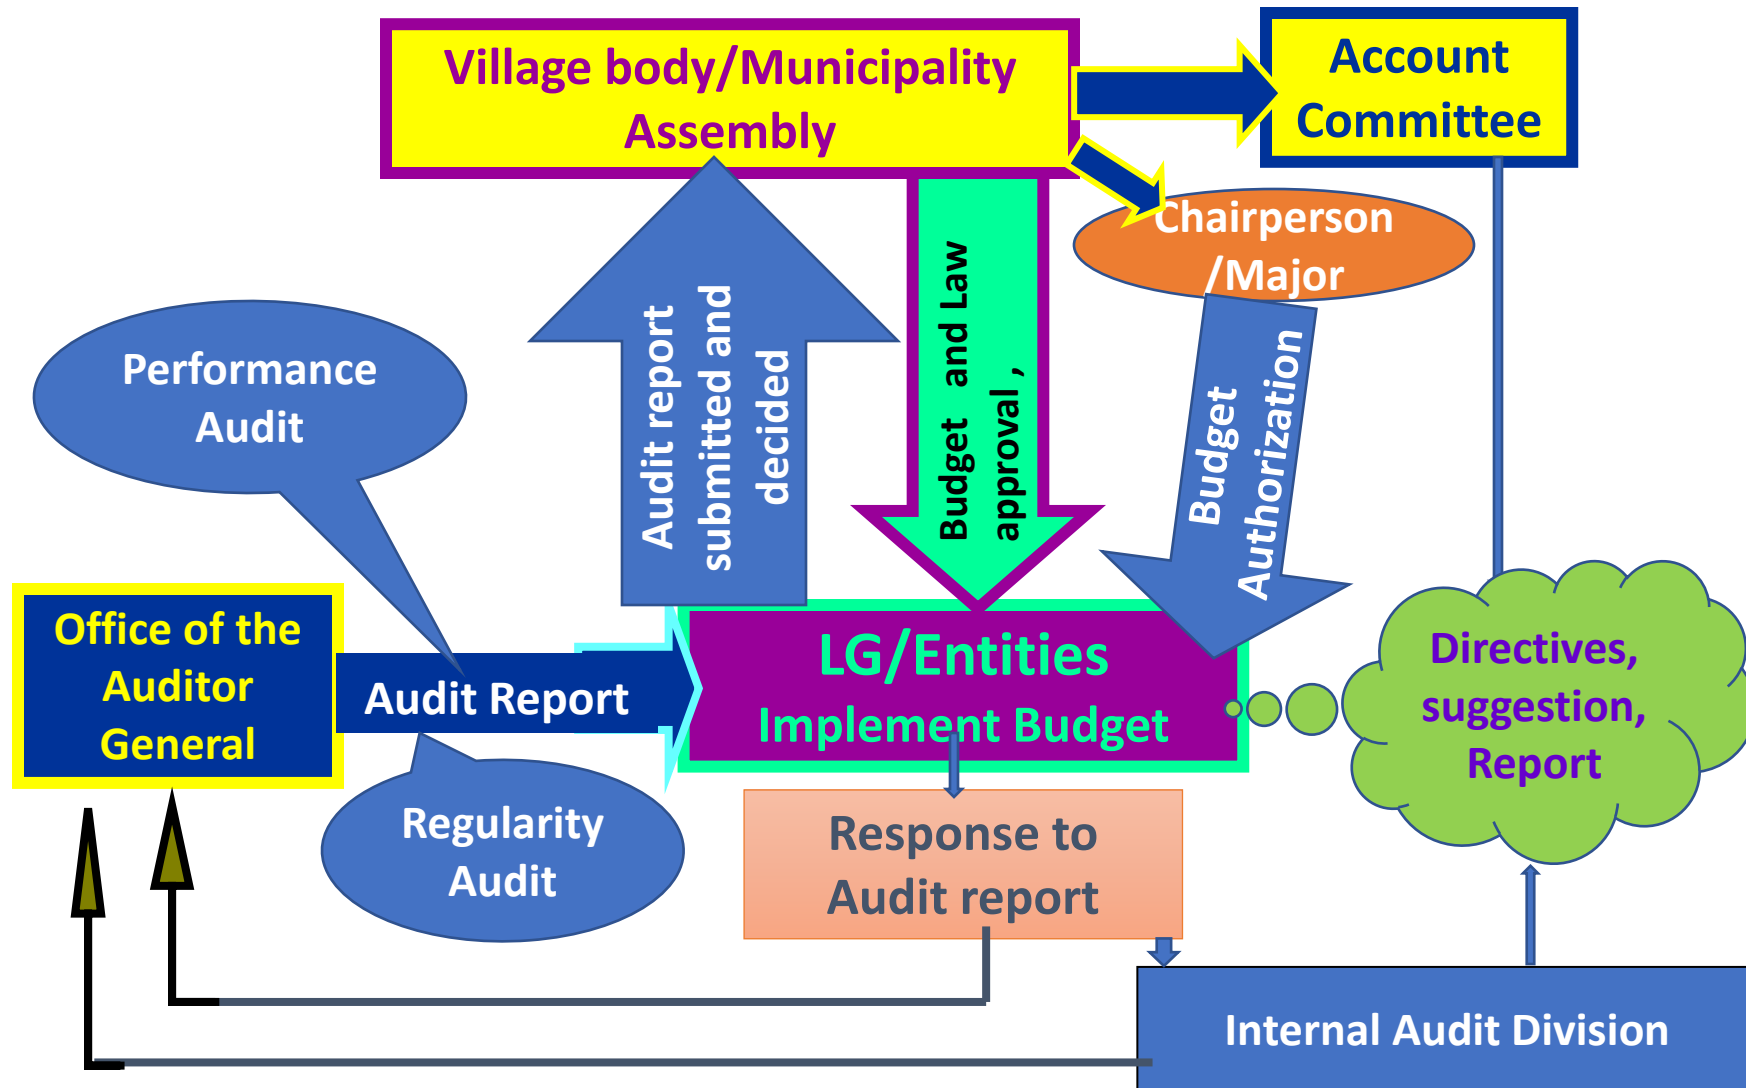 Village body/Municipality
Assembly
Account
Committee
Chairperson
/Major
Performance
Audit
Audit report
submitted and
decided
Budget and Law
approval ,
Budget
Authorization
Office of the
Auditor
General
Audit Report
LG/Entities
Implement Budget
Directives,
suggestion,
Report
Regularity
Audit
Response to
Audit report
Internal Audit Division